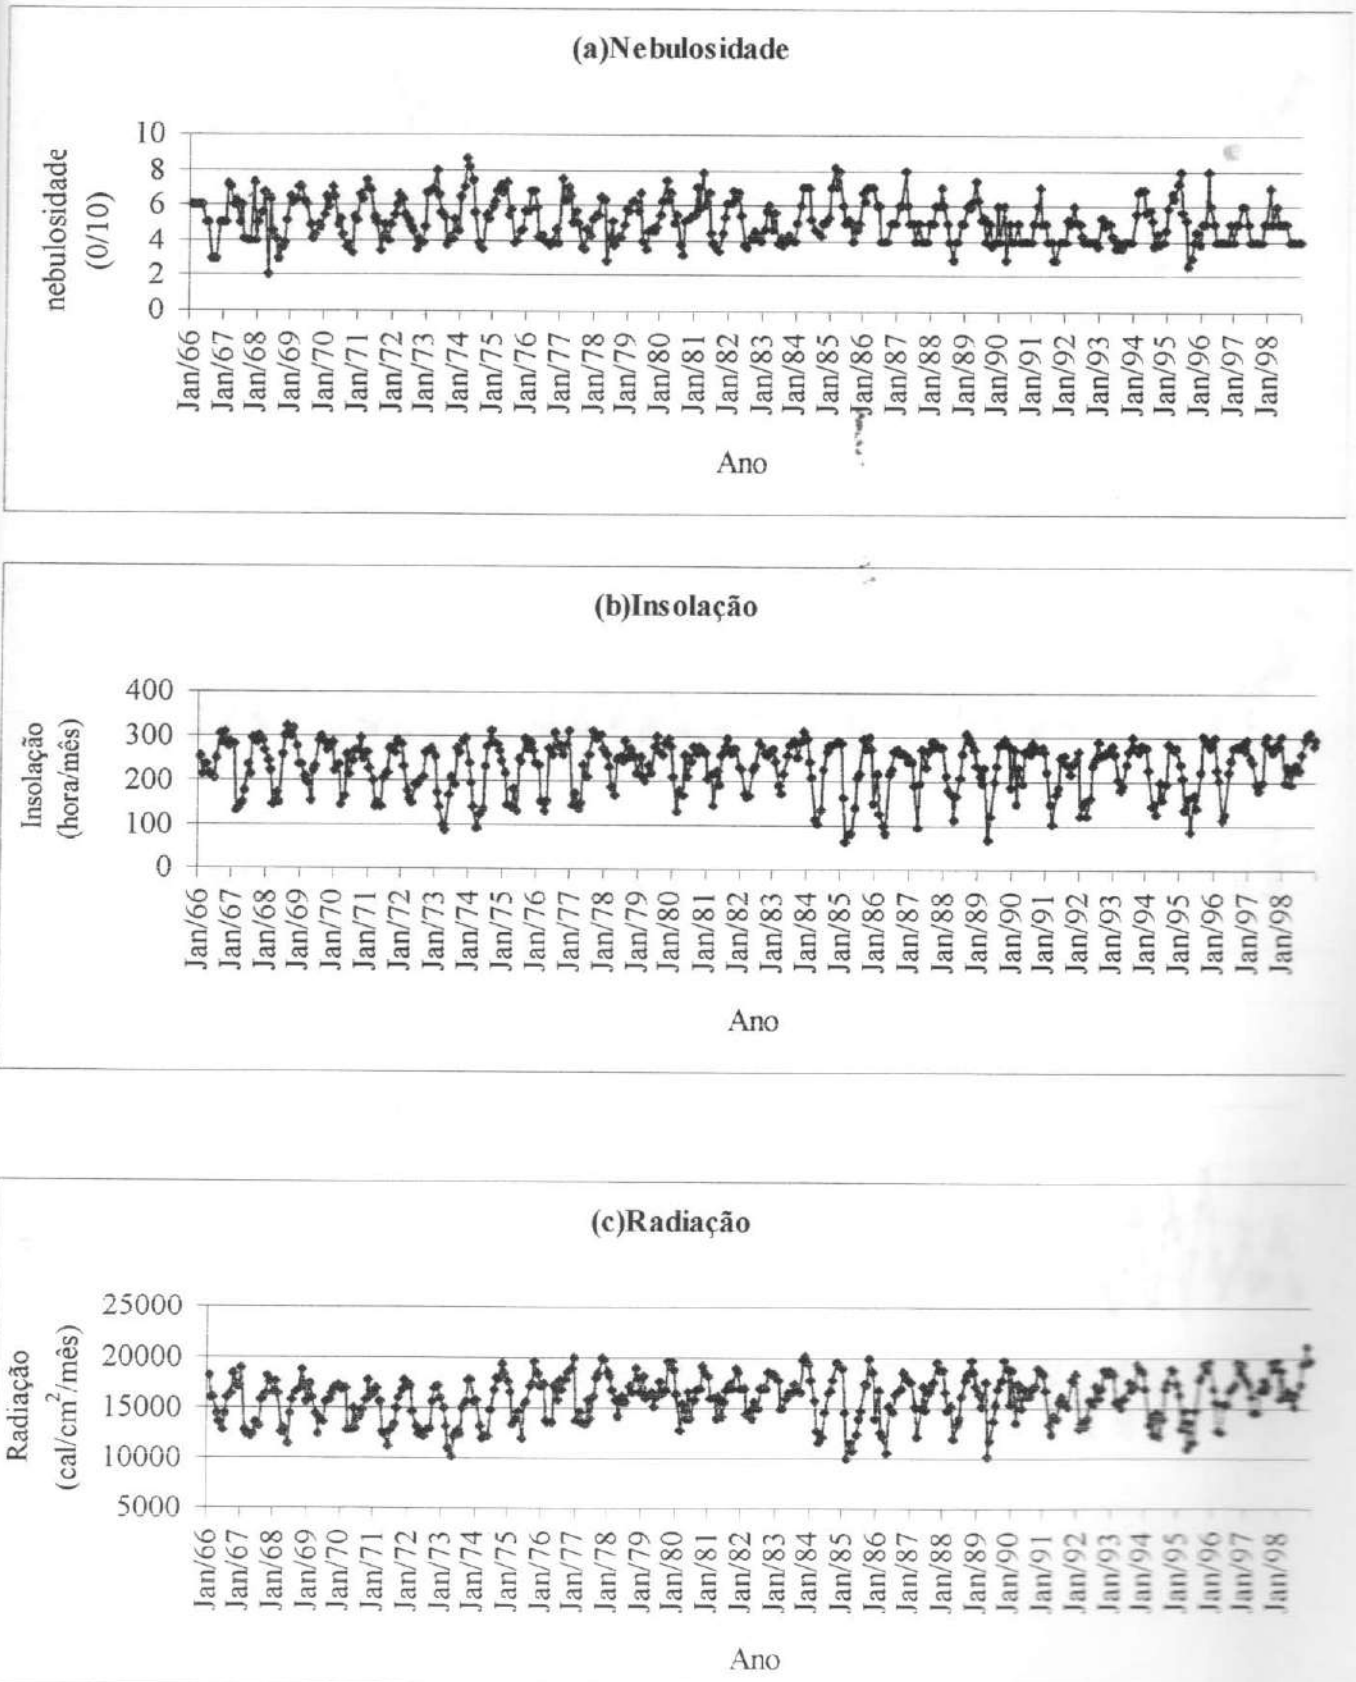 (a)Nebulosidade
nebulosidade
(0/10)
10
8
6
4
2
0
Jan/66
Jan/67
Jan/68
Jan/69
Jan/70
Jan/71
Jan/72
Jan/73
Jan/74
Jan/75
Jan/76
Jan/77
Jan/78
Jan/79
Jan/80
Jan/81
Jan/82
Jan/83
Jan/84
Jan/85
Jan/86
Jan/87
Jan/88
Jan/89
Jan/90
Jan/91
Jan/92
Jan/93
Jan/94
Jan/95
Jan/96
Jan/97
Jan/98
Ano
(b)Insolação
Insolação
(hora/mês)
400
300
200
100
0
Jan/66
Jan/67
Jan/68
Jan/69
Jan/70
Jan/71
Jan/72
Jan/73
Jan/74
Jan/75
Jan/76
Jan/77
Jan/78
Jan/79
Jan/80
Jan/81
Jan/82
Jan/83
Jan/84
Jan/85
Jan/86
Jan/87
Jan/88
Jan/89
Jan/90
Jan/91
Jan/92
Jan/93
Jan/94
Jan/95
Jan/96
Jan/97
Jan/98
Ano
(c)Radiação
Radiação
(cal/cm²/mês)
25000
20000
15000
10000
5000
Jan/66
Jan/67
Jan/68
Jan/69
Jan/70
Jan/71
Jan/72
Jan/73
Jan/74
Jan/75
Jan/76
Jan/77
Jan/78
Jan/79
Jan/80
Jan/81
Jan/82
Jan/83
Jan/84
Jan/85
Jan/86
Jan/87
Jan/88
Jan/89
Jan/90
Jan/91
Jan/92
Jan/93
Jan/94
Jan/95
Jan/96
Jan/97
Jan/98
Ano